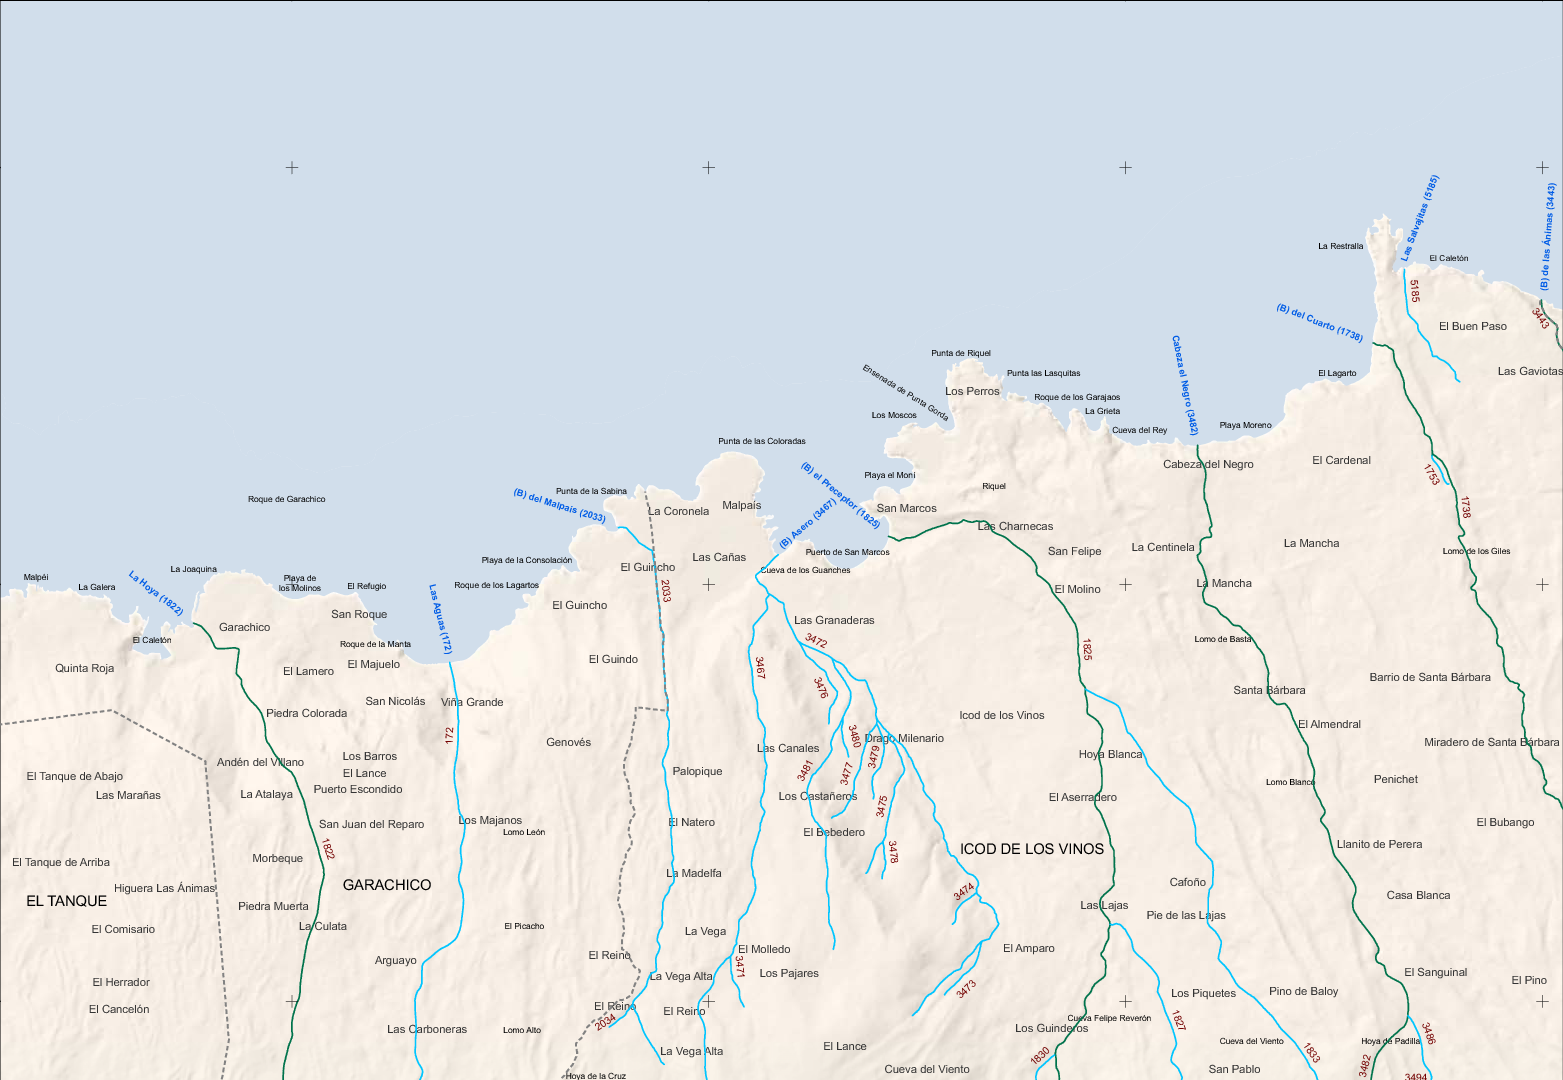 Las Salvajitas (5185)
(B) de las Ánimas (3443)
La Restralla
El Caletón
5185
(B) del Cuarto (1738)
3443
El Buen Paso
Cabeza el Negro (3482)
Punta de Riquel
Ensenada de Punta Gorda
Punta las Lasquitas
El Lagarto
Las Gaviotas
Los Perros
Roque de los Garajaos
La Grieta
Los Moscos
Cueva del Rey
Playa Moreno
Punta de las Coloradas
Cabeza del Negro
El Cardenal
(B) el Preceptor (1825)
Playa el Moní
1753
Riquel
Punta de la Sabina
Roque de Garachico
(B) del Malpaís (2033)
La Coronela
Malpaís
San Marcos
1738
(B) Asero (3467)
Las Charnecas
Playa de la Consolación
El Guincho
Las Cañas
Puerto de San Marcos
San Felipe
La Centinela
La Mancha
Lomo de los Giles
Cueva de los Guanches
Malpéi
La Galera
La Joaquina
La Hoya (1822)
Playa de
los Molinos
El Refugio
Las Aguas (172)
Roque de los Lagartos
2033
El Molino
La Mancha
El Guincho
San Roque
Garachico
Las Granaderas
El Caletón
Roque de la Manta
3472
1825
Lomo de Basta
Quinta Roja
El Lamero
El Majuelo
El Guindo
3467
3476
Barrio de Santa Bárbara
Santa Bárbara
San Nicolás
Viña Grande
Piedra Colorada
Icod de los Vinos
El Almendral
172
Genovés
3480
Drago Milenario
Miradero de Santa Bárbara
Las Canales
3479
Hoya Blanca
Los Barros
Andén del Villano
El Lance
El Tanque de Abajo
Palopique
3481
3477
Penichet
Lomo Blanco
Puerto Escondido
Las Marañas
La Atalaya
Los Castañeros
3475
El Aserradero
San Juan del Reparo
Los Majanos
Lomo León
El Natero
El Bebedero
El Bubango
1822
3478
ICOD DE LOS VINOS
Llanito de Perera
Morbeque
El Tanque de Arriba
La Madelfa
Cafoño
GARACHICO
Higuera Las Ánimas
3474
Casa Blanca
EL TANQUE
Piedra Muerta
Las Lajas
Pie de las Lajas
La Culata
El Picacho
El Comisario
La Vega
El Molledo
El Amparo
Arguayo
El Reino
3471
La Vega Alta
Los Pajares
El Sanguinal
El Herrador
3473
El Pino
Los Piquetes
Pino de Baloy
El Cancelón
El Reino
El Reino
2034
Las Carboneras
Lomo Alto
Cueva Felipe Reverón
Los Guinderos
1827
3486
Cueva del Viento
Hoya de Padilla
El Lance
La Vega Alta
1830
1833
3482
Hoya de la Cruz
Cueva del Viento
San Pablo
3494